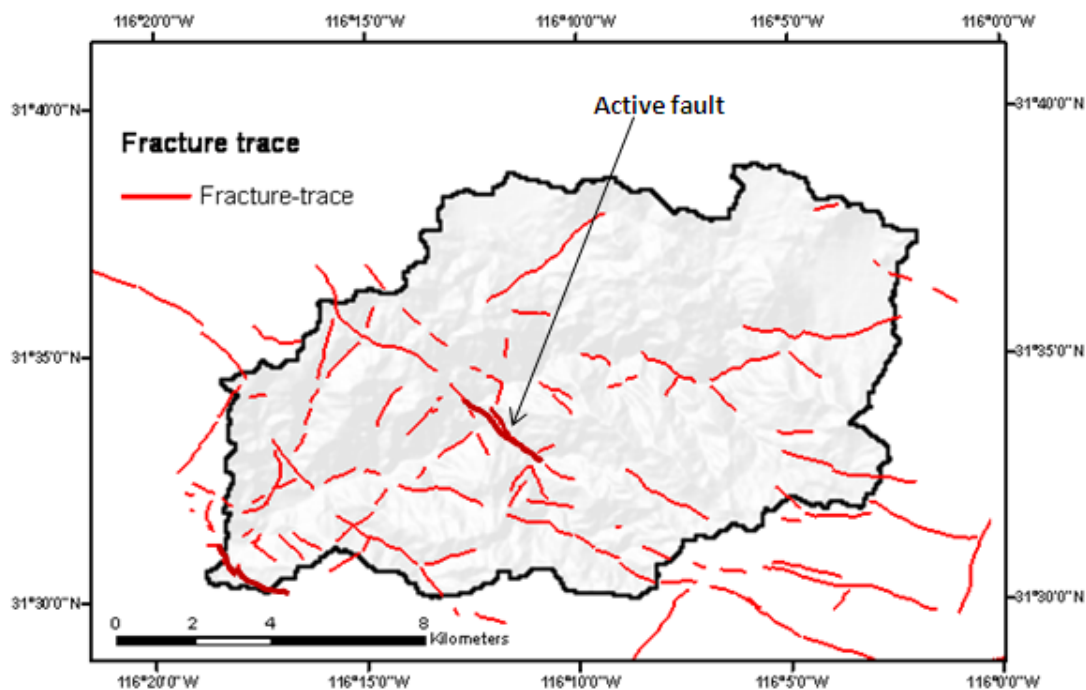 116°20'0"W 116°15'0"W 116°10'0"W 116°5'0"W 116°0'0"W
31°40'0"N 31°40'0"N
Active fault
Fracture trace
Fracture-trace
31°35'0"N 31°35'0"N
31°30'0"N 31°30'0"N
0 2 4 8
Kilometers
116°20'0"W 116°15'0"W 116°10'0"W 116°5'0"W 116°0'0"W